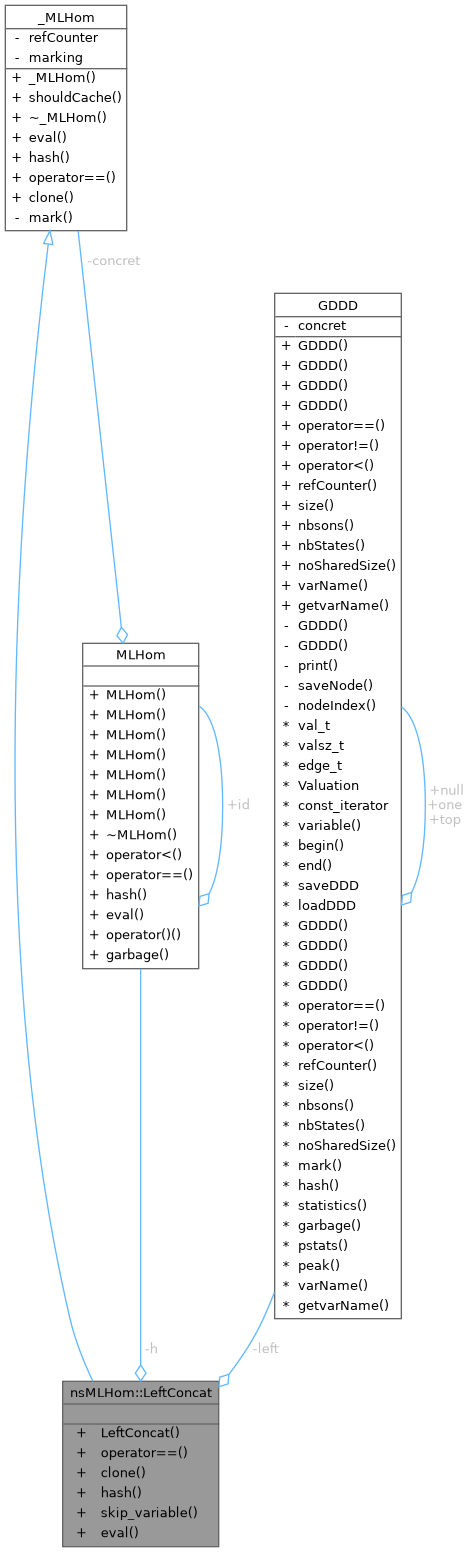 _MLHom
- refCounter
- marking
+ _MLHom()
+ shouldCache()
+ ~_MLHom()
+ eval()
+ hash()
+ operator==()
+ clone()
- mark()
-concret
GDDD
- concret
+ GDDD()
+ GDDD()
+ GDDD()
+ GDDD()
+ operator==()
+ operator!=()
+ operator<()
+ refCounter()
+ size()
+ nbsons()
+ nbStates()
+ noSharedSize()
+ varName()
+ getvarName()
- GDDD()
- GDDD()
- print()
- saveNode()
- nodeIndex()
* val_t
* valsz_t
* edge_t
* Valuation
* const_iterator
* variable()
* begin()
* end()
* saveDDD
* loadDDD
* GDDD()
* GDDD()
* GDDD()
* GDDD()
* operator==()
* operator!=()
* operator<()
* refCounter()
* size()
* nbsons()
* nbStates()
* noSharedSize()
* mark()
* hash()
* statistics()
* garbage()
* pstats()
* peak()
* varName()
* getvarName()
+null
+one
+top
MLHom
+ MLHom()
+ MLHom()
+ MLHom()
+ MLHom()
+ MLHom()
+ MLHom()
+ MLHom()
+ ~MLHom()
+ operator<()
+ operator==()
+ hash()
+ eval()
+ operator()()
+ garbage()
+id
-h
-left
nsMLHom::LeftConcat
+ LeftConcat()
+ operator==()
+ clone()
+ hash()
+ skip_variable()
+ eval()